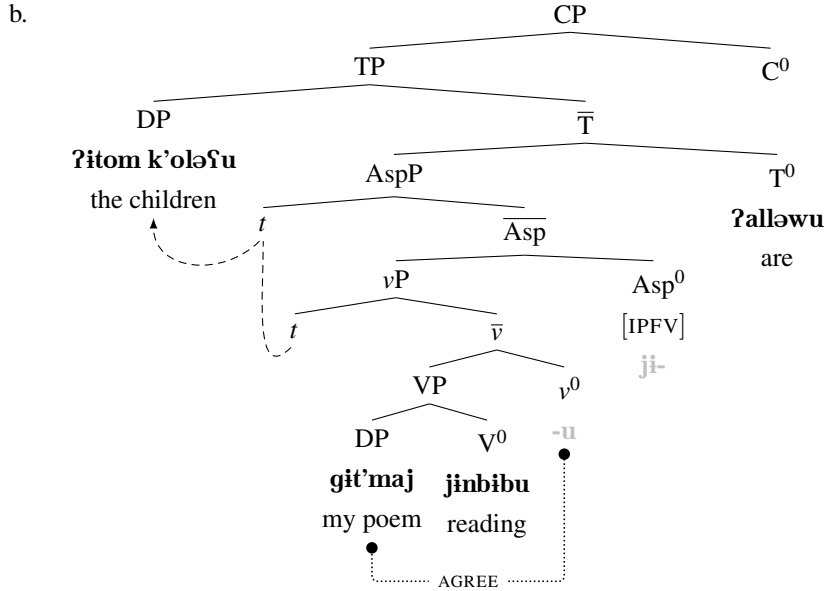 b.
CP
TP C⁰
DP T̅
ʔɨtom k’oləʕu
the children
AspP T⁰
ʔalləwu
are
t A̅s̅p̅
vP Asp⁰
[IPFV]
jɨ-
t v̅
VP v⁰
-u
DP V⁰
gɨt’maj jɨnbɨbu
my poem reading
AGREE